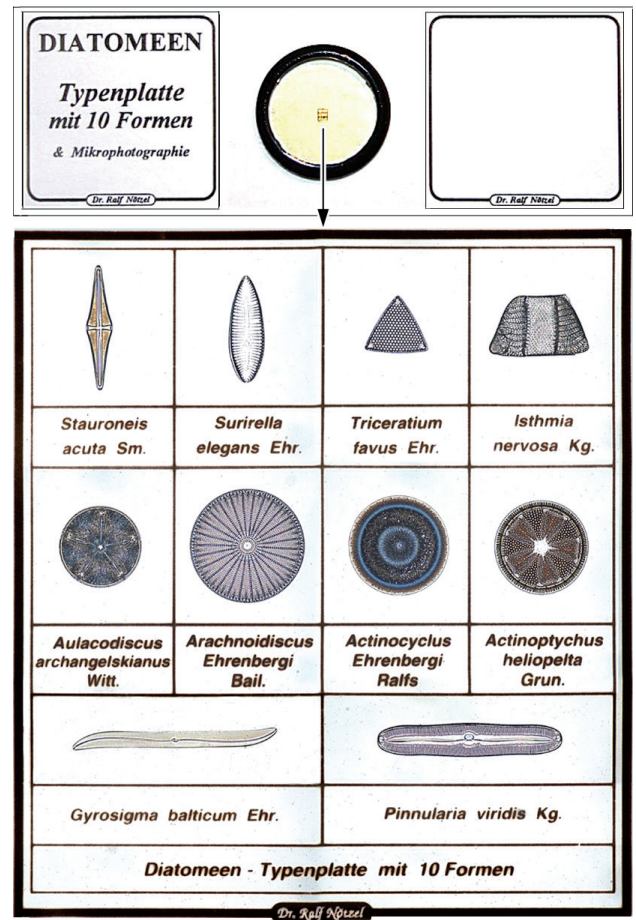 DIATOMEEN
Typenplatte
mit 10 Formen
& Mikrophotographie
Dr. Ralf Nötzel
Dr. Ralf Nötzel
Stauroneis
acuta Sm.
Surirella
elegans Ehr.
Triceratium
favus Ehr.
Isthmia
nervosa Kg.
Aulacodiscus
archangelskianus
Witt.
Arachnoidiscus
Ehrenbergi
Bail.
Actinocyclus
Ehrenbergi
Ralfs
Actinoptychus
heliopelta
Grun.
Gyrosigma balticum Ehr.
Pinnularia viridis Kg.
Diatomeen - Typenplatte mit 10 Formen
Dr. Ralf Nötzel